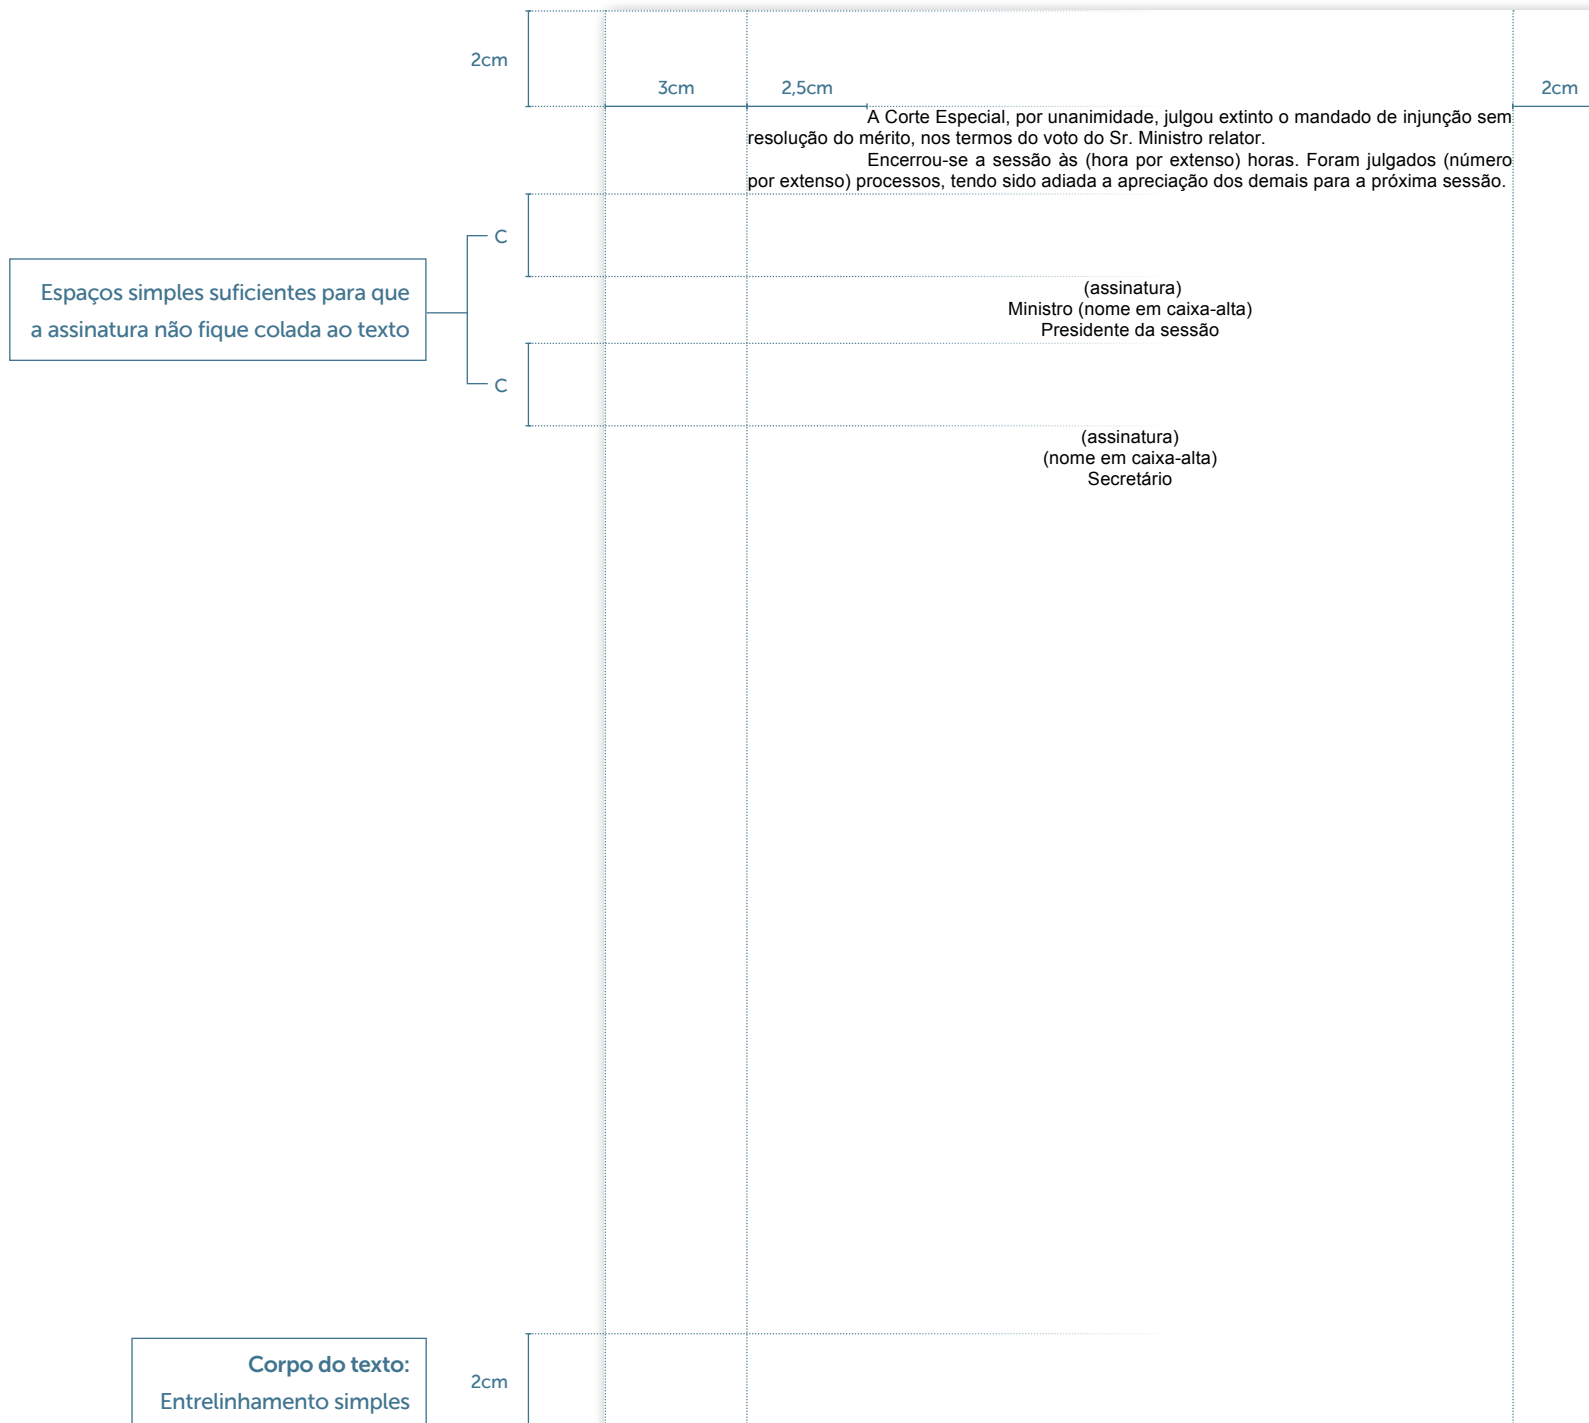 2cm
3cm
2,5cm
2cm
A Corte Especial, por unanimidade, julgou extinto o mandado de injunção sem
resolução do mérito, nos termos do voto do Sr. Ministro relator.
Encerrou-se a sessão às (hora por extenso) horas. Foram julgados (número
por extenso) processos, tendo sido adiada a apreciação dos demais para a próxima sessão.
C
Espaços simples suficientes para que
a assinatura não fique colada ao texto
(assinatura)
Ministro (nome em caixa-alta)
Presidente da sessão
C
(assinatura)
(nome em caixa-alta)
Secretário
Corpo do texto:
Entrelinhamento simples
2cm